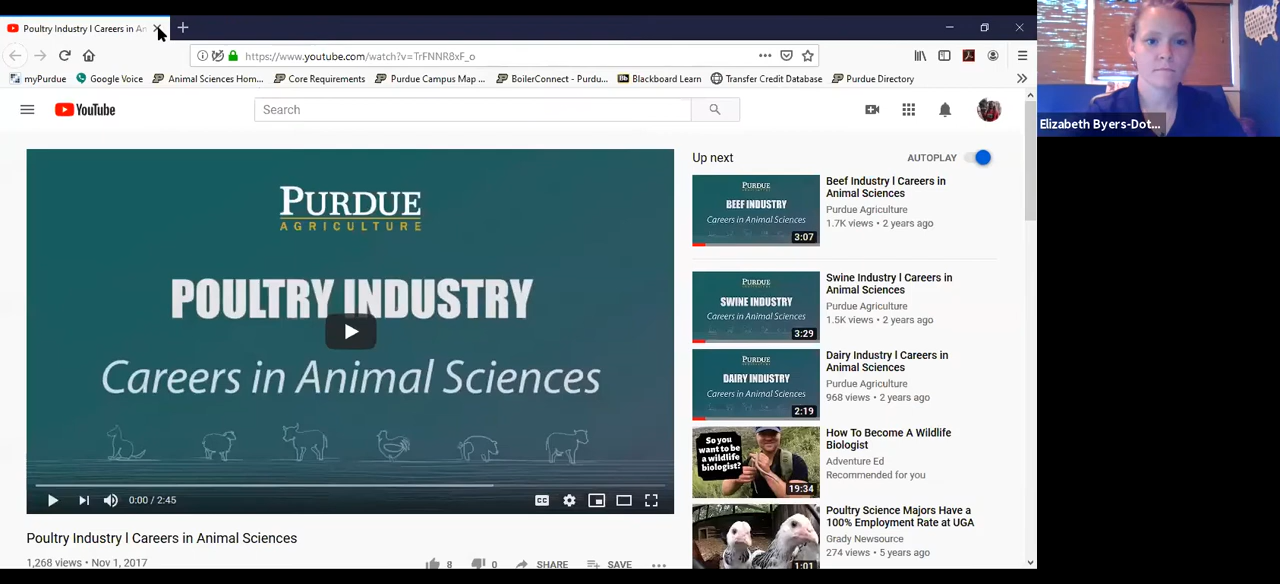 Poultry Industry l Careers in An
https://www.youtube.com/watch?v=TrFNNR8xF_o
myPurdue Google Voice Animal Sciences Hom... Core Requirements Purdue Campus Map ... BoilerConnect - Purdu... Blackboard Learn Transfer Credit Database Purdue Directory
YouTube
Search
PURDUE
AGRICULTURE
POULTRY INDUSTRY
Careers in Animal Sciences
0:00 / 2:45
CC
Poultry Industry l Careers in Animal Sciences
1,268 views • Nov 1, 2017
8 0 SHARE SAVE
Up next
AUTOPLAY
PURDUE
BEEF INDUSTRY
Careers in Animal Sciences
3:07
Beef Industry l Careers in
Animal Sciences
Purdue Agriculture
1.7K views • 2 years ago
PURDUE
SWINE INDUSTRY
Careers in Animal Sciences
3:29
Swine Industry l Careers in
Animal Sciences
Purdue Agriculture
1.5K views • 2 years ago
PURDUE
DAIRY INDUSTRY
Careers in Animal Sciences
2:19
Dairy Industry l Careers in
Animal Sciences
Purdue Agriculture
968 views • 2 years ago
So you
want to be
a wildlife
biologist?
19:34
How To Become A Wildlife
Biologist
Adventure Ed
Recommended for you
1:01
Poultry Science Majors Have a
100% Employment Rate at UGA
Grady Newsource
274 views • 5 years ago
Elizabeth Byers-Dot...